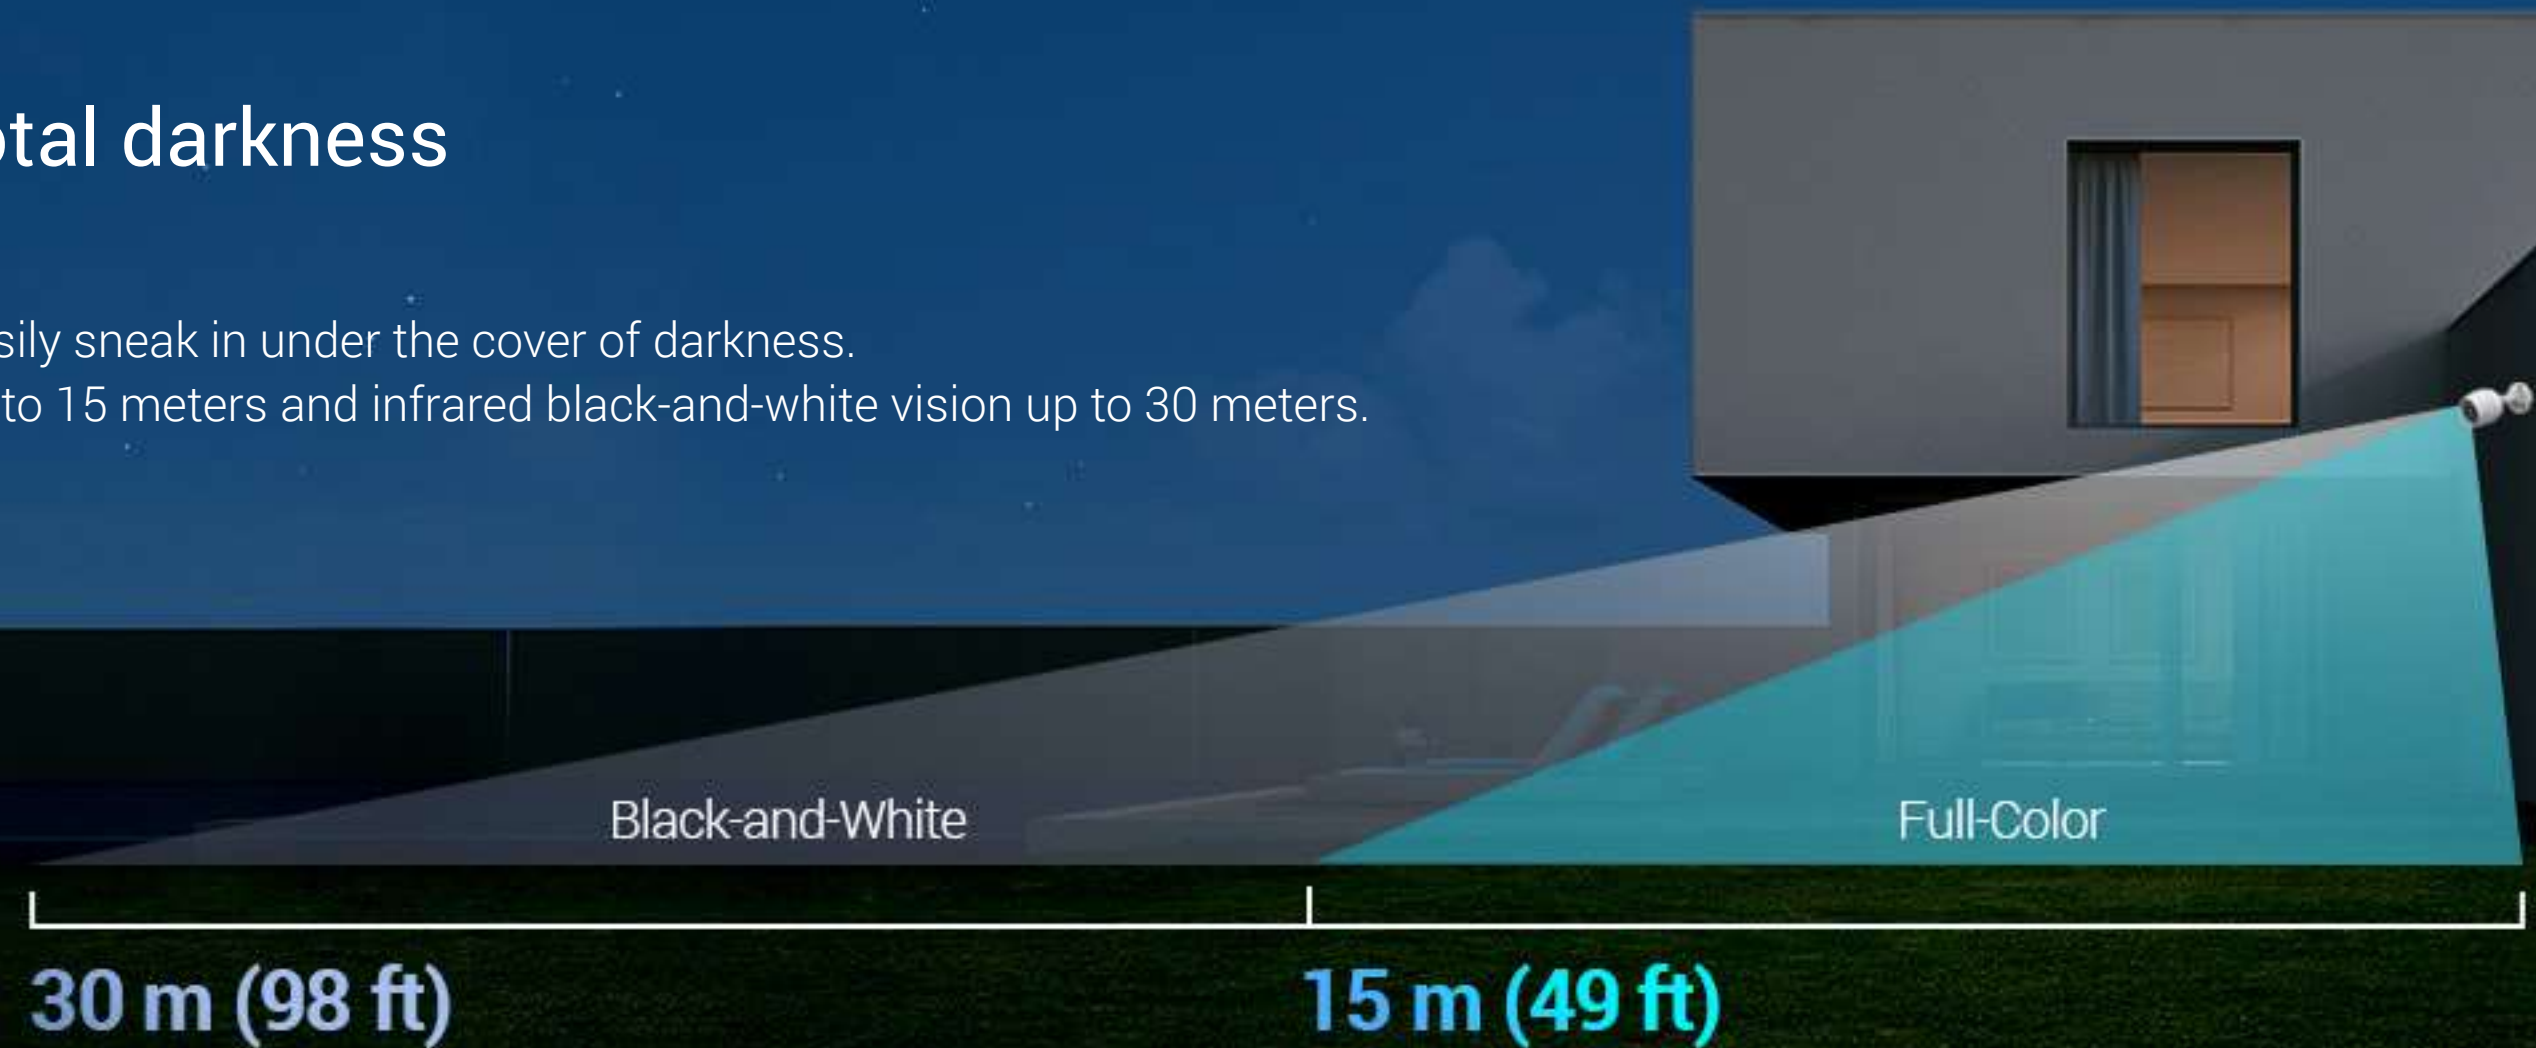 otal darkness
sily sneak in under the cover of darkness.
to 15 meters and infrared black-and-white vision up to 30 meters.
Black-and-White
Full-Color
30 m (98 ft)
15 m (49 ft)